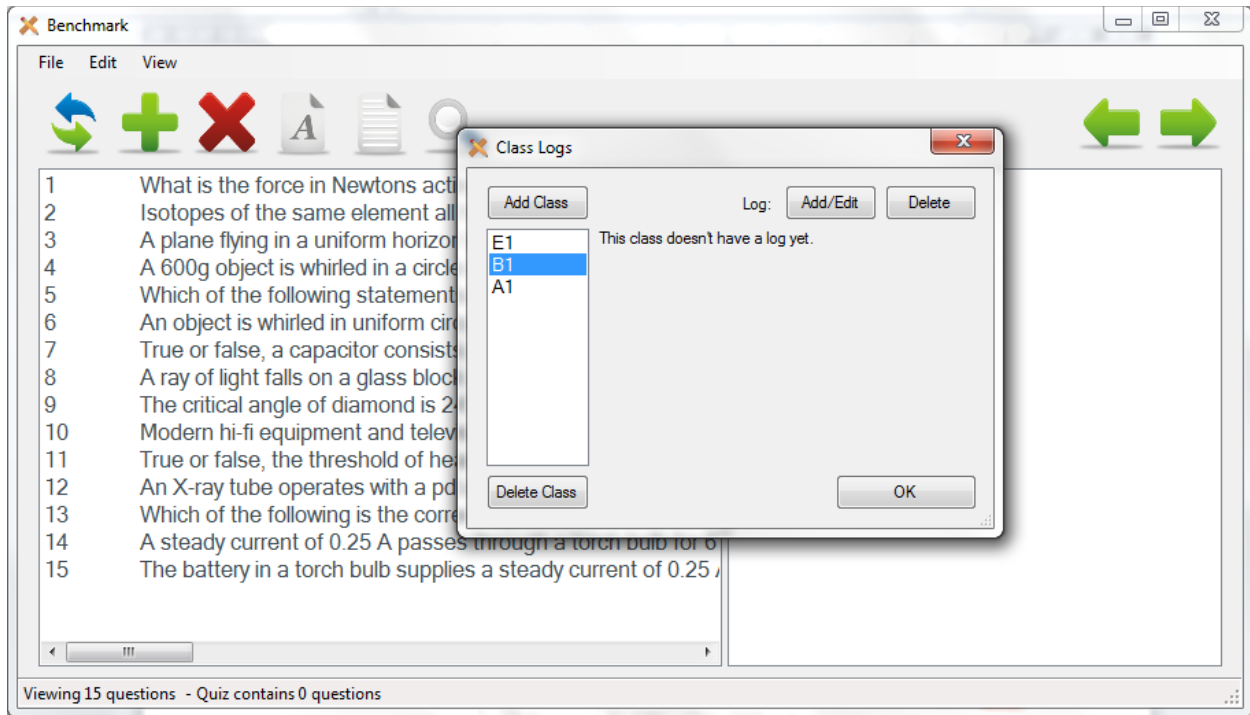 Benchmark
File Edit View
A
1 What is the force in Newtons acti
2 Isotopes of the same element all
3 A plane flying in a uniform horizon
4 A 600g object is whirled in a circle
5 Which of the following statement
6 An object is whirled in uniform circ
7 True or false, a capacitor consists
8 A ray of light falls on a glass block
9 The critical angle of diamond is 24
10 Modern hi-fi equipment and telev
11 True or false, the threshold of hea
12 An X-ray tube operates with a pd
13 Which of the following is the corre
14 A steady current of 0.25 A passes through a torch bulb for 6
15 The battery in a torch bulb supplies a steady current of 0.25 A
Class Logs
Add Class Log: Add/Edit Delete
E1
B1
A1
This class doesn't have a log yet.
Delete Class OK
Viewing 15 questions - Quiz contains 0 questions